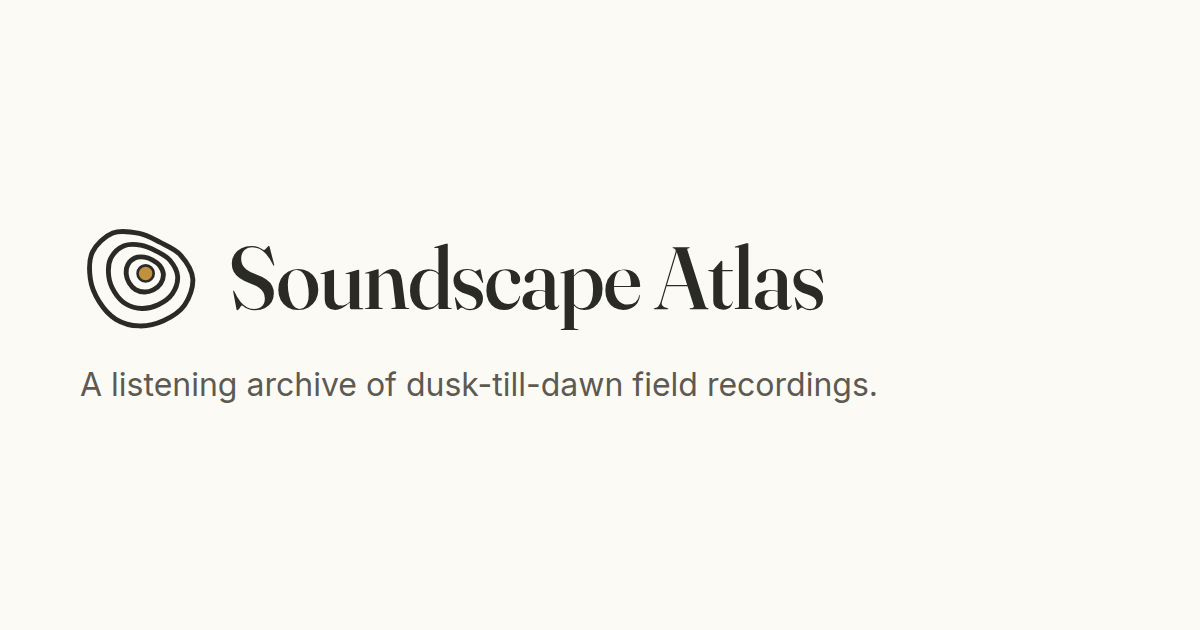 Soundscape Atlas
A listening archive of dusk-till-dawn field recordings.